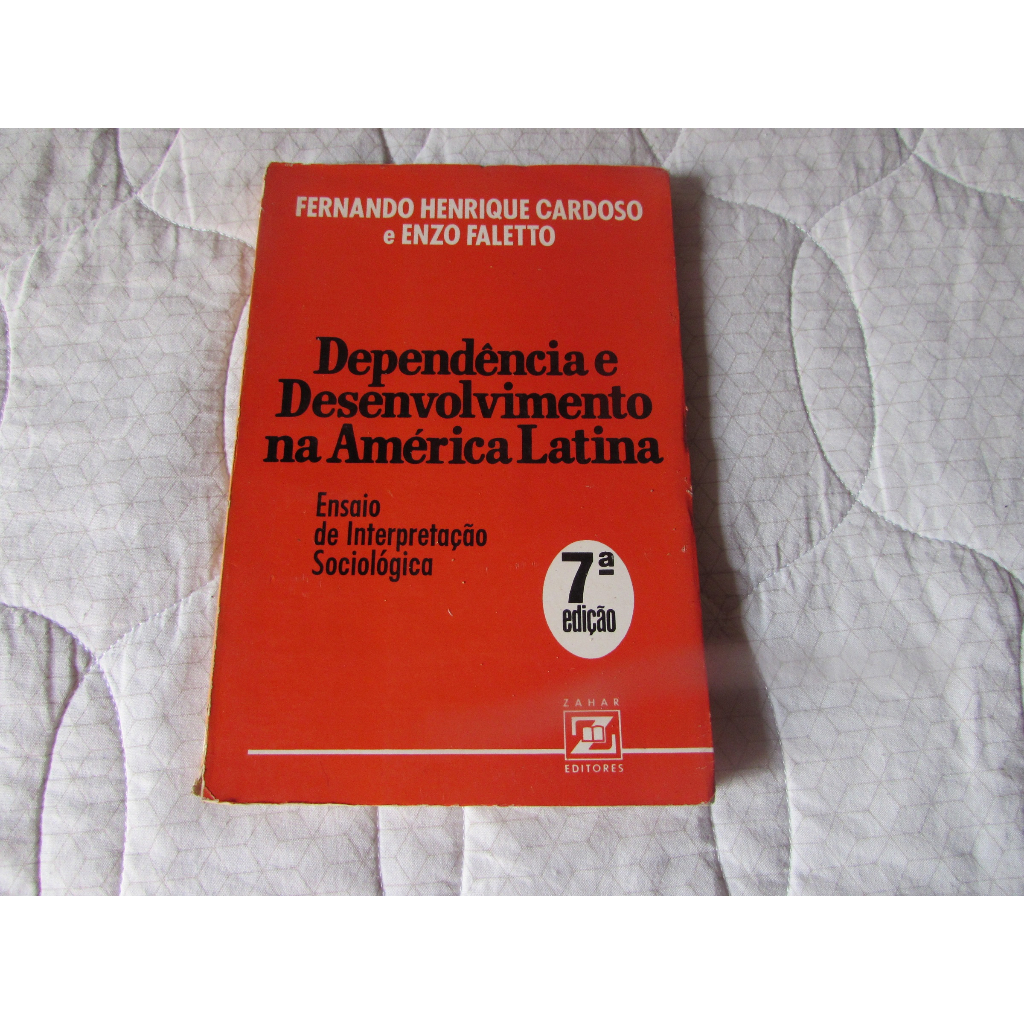 FERNANDO HENRIQUE CARDOSO
e ENZO FALETTO
Dependência e
Desenvolvimento
na América Latina
Ensaio
de Interpretação
Sociológica
7ª
edição
ZAHAR
EDITORES